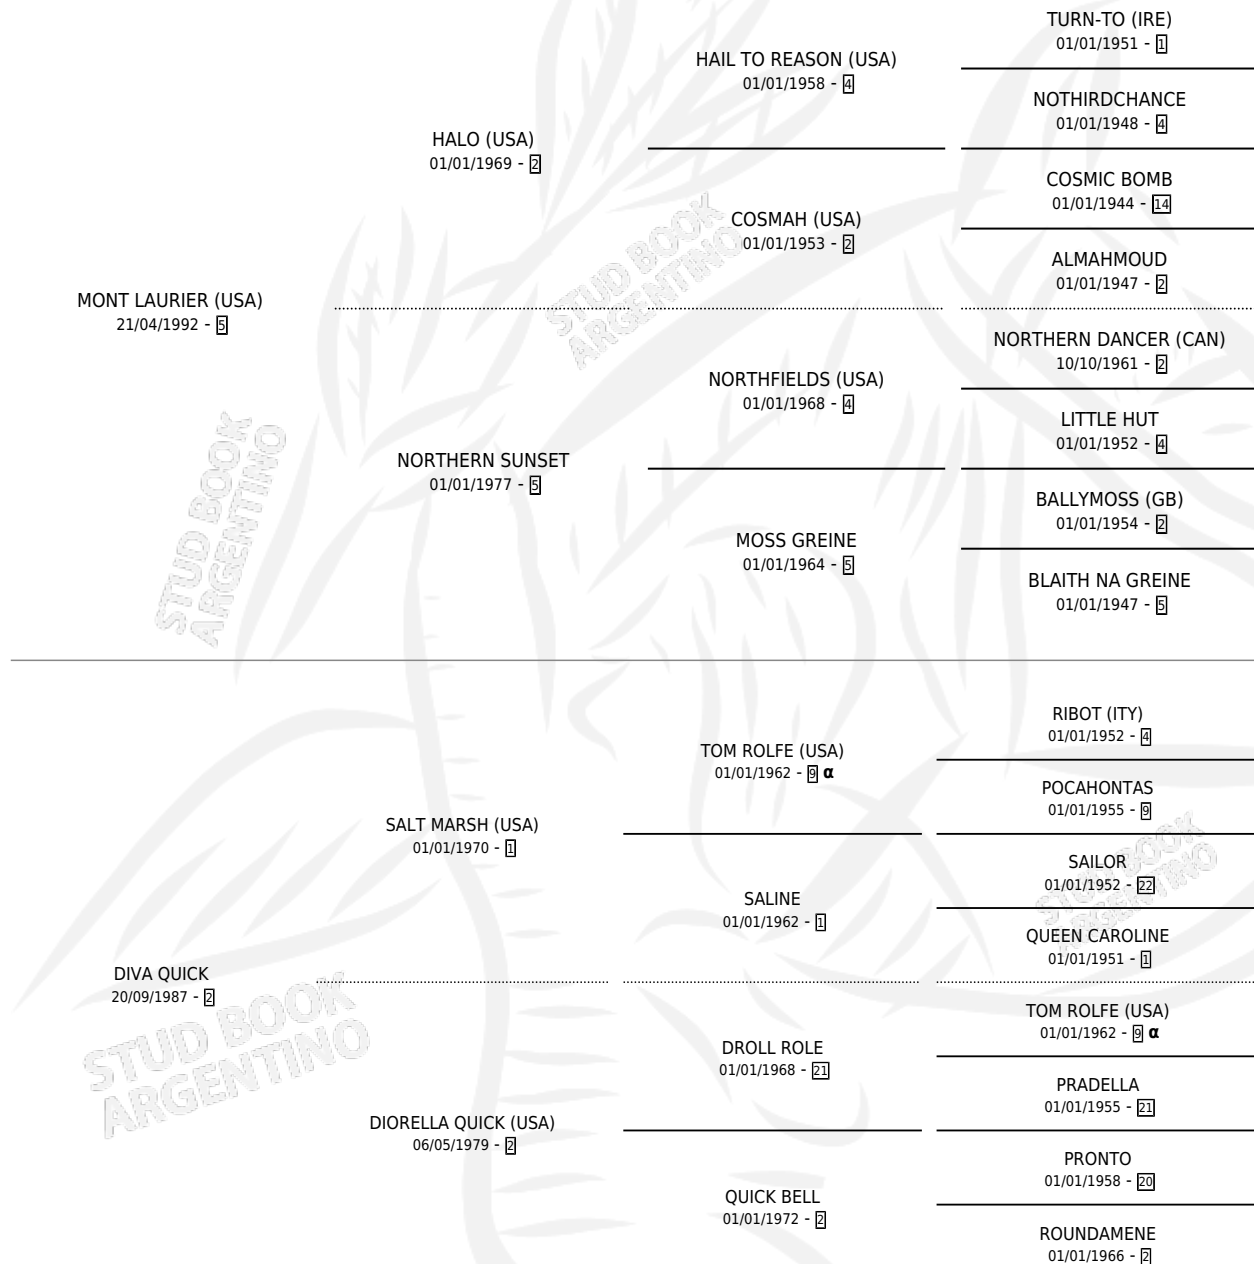 TURN-TO (IRE)
01/01/1951 - 1
HAIL TO REASON (USA)
01/01/1958 - 4
NOTHIRDCHANCE
01/01/1948 - 4
HALO (USA)
01/01/1969 - 2
COSMIC BOMB
01/01/1944 - 14
COSMAH (USA)
01/01/1953 - 2
ALMAHMOUD
01/01/1947 - 2
MONT LAURIER (USA)
21/04/1992 - 5
NORTHERN DANCER (CAN)
10/10/1961 - 2
NORTHFIELDS (USA)
01/01/1968 - 4
LITTLE HUT
01/01/1952 - 4
NORTHERN SUNSET
01/01/1977 - 5
BALLYMOSS (GB)
01/01/1954 - 2
MOSS GREINE
01/01/1964 - 5
BLAITH NA GREINE
01/01/1947 - 5
RIBOT (ITY)
01/01/1952 - 4
TOM ROLFE (USA)
01/01/1962 - 9 α
POCAHONTAS
01/01/1955 - 9
SALT MARSH (USA)
01/01/1970 - 1
SAILOR
01/01/1952 - 22
SALINE
01/01/1962 - 1
QUEEN CAROLINE
01/01/1951 - 1
DIVA QUICK
20/09/1987 - 2
TOM ROLFE (USA)
01/01/1962 - 9 α
DROLL ROLE
01/01/1968 - 21
PRADELLA
01/01/1955 - 21
DIORELLA QUICK (USA)
06/05/1979 - 2
PRONTO
01/01/1958 - 20
QUICK BELL
01/01/1972 - 2
ROUNDAMENE
01/01/1966 - 2
STUD BOOK
ARGENTINO
STUD BOOK
ARGENTINO
STUD BOOK
ARGENTINO
STUD BOOK
ARGENTINO